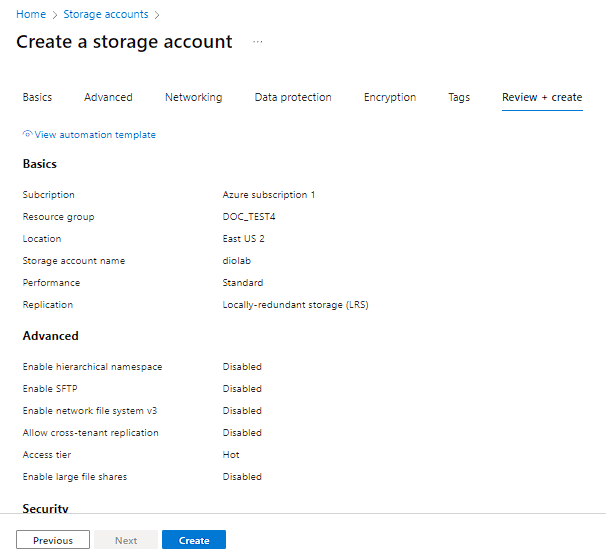 Home > Storage accounts >
Create a storage account ...
Basics Advanced Networking Data protection Encryption Tags Review + create
View automation template
Basics
Subcription Azure subscription 1
Resource group DOC_TEST4
Location East US 2
Storage account name diolab
Performance Standard
Replication Locally-redundant storage (LRS)
Advanced
Enable hierarchical namespace Disabled
Enable SFTP Disabled
Enable network file system v3 Disabled
Allow cross-tenant replication Disabled
Access tier Hot
Enable large file shares Disabled
Security
Previous Next Create